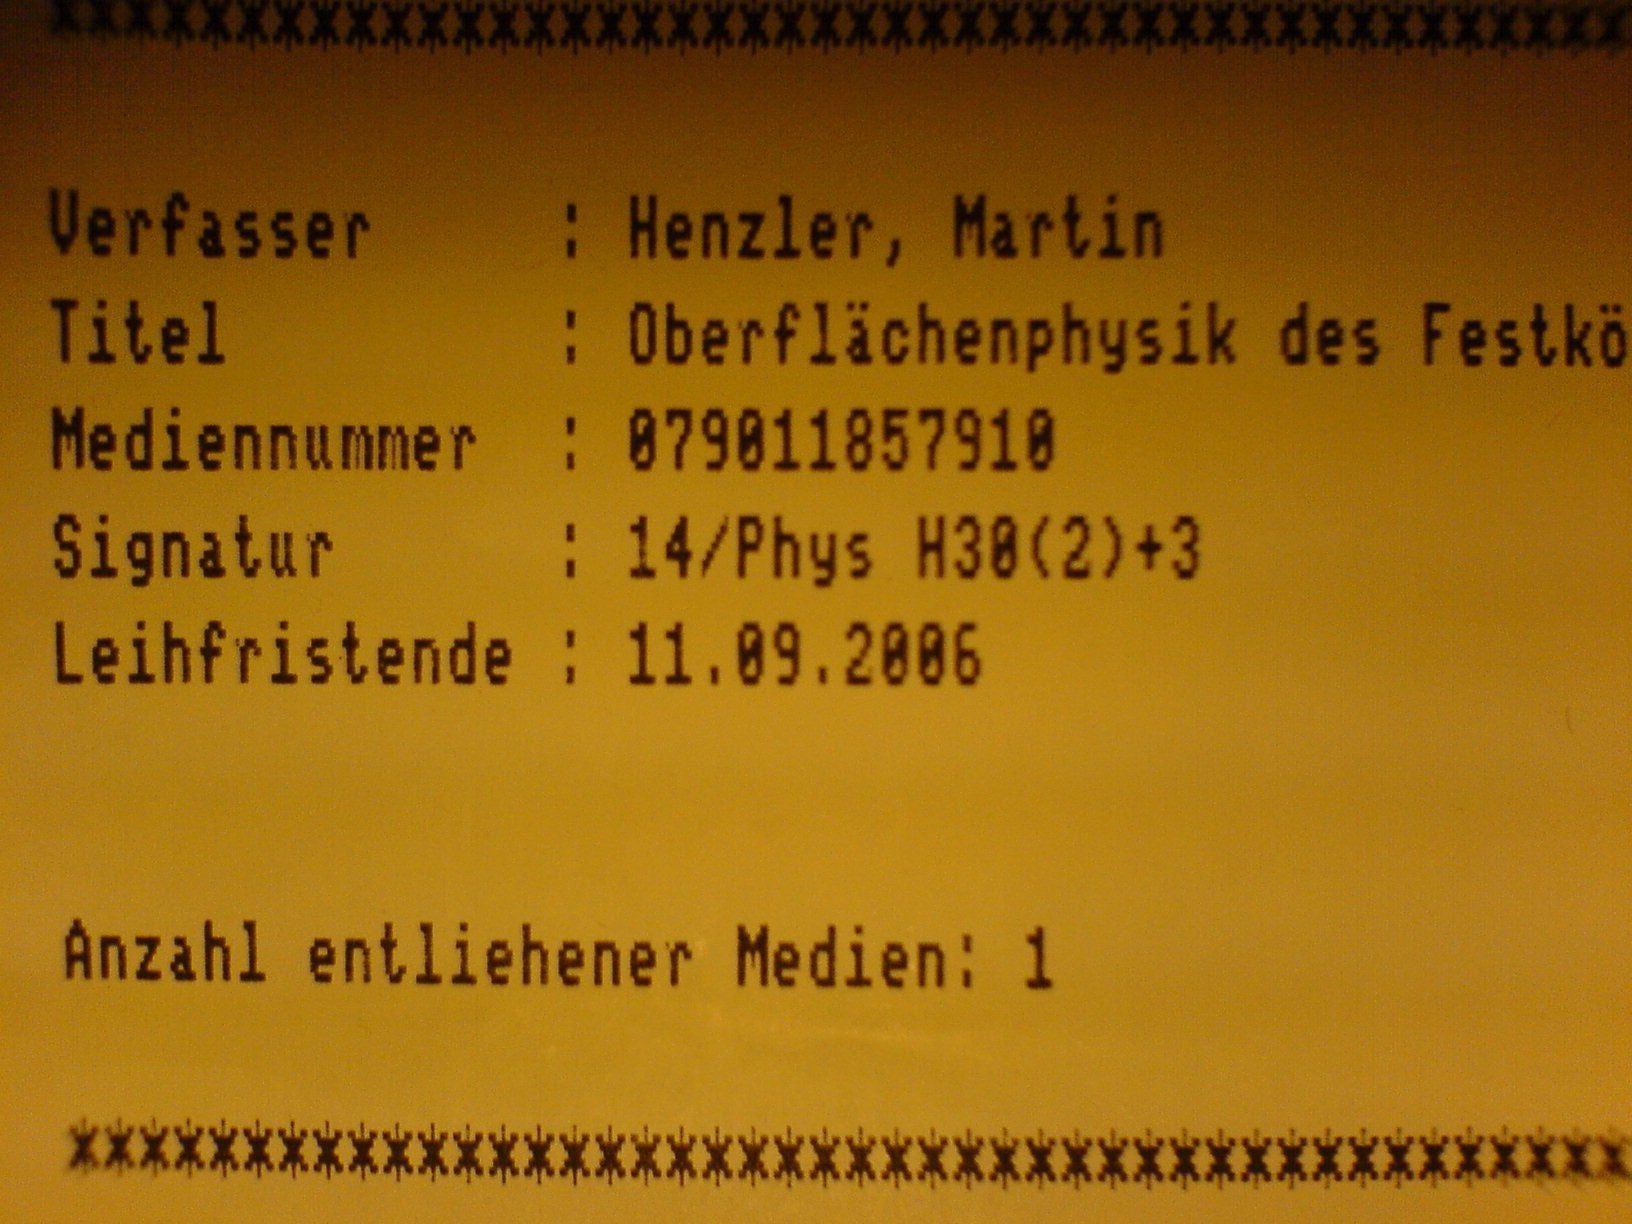 Verfasser : Henzler, Martin
Titel : Oberflächenphysik des Festkö
Mediennummer : 079011857910
Signatur : 14/Phys H30(2)+3
Leihfristende : 11.09.2006
Anzahl entliehener Medien: 1